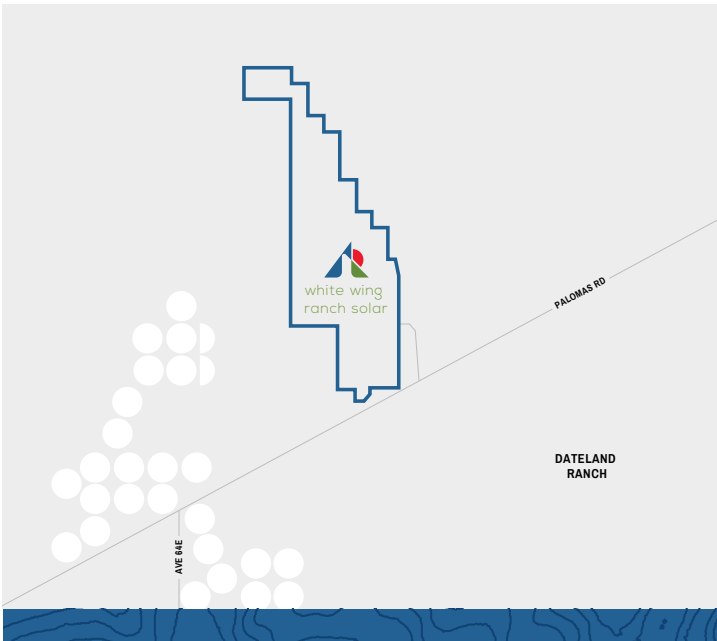 white wing
ranch solar
PALOMAS RD
DATELAND
RANCH
AVE 64E